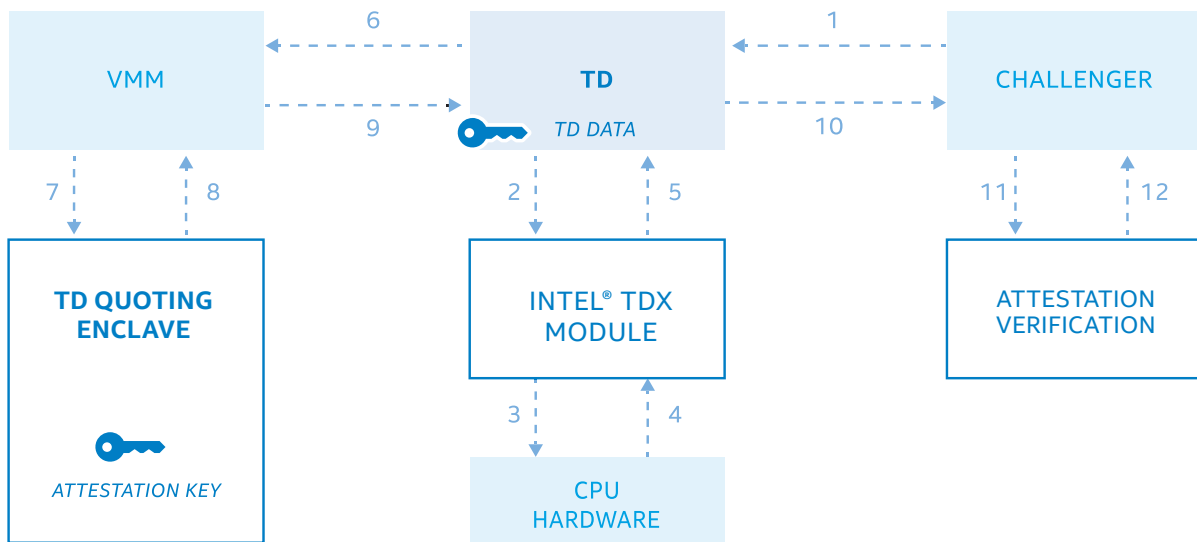 6
1
VMM
TD
CHALLENGER
9
TD DATA
10
7
8
2
5
11
12
TD QUOTING
ENCLAVE
INTEL® TDX
MODULE
ATTESTATION
VERIFICATION
3
4
ATTESTATION KEY
CPU
HARDWARE